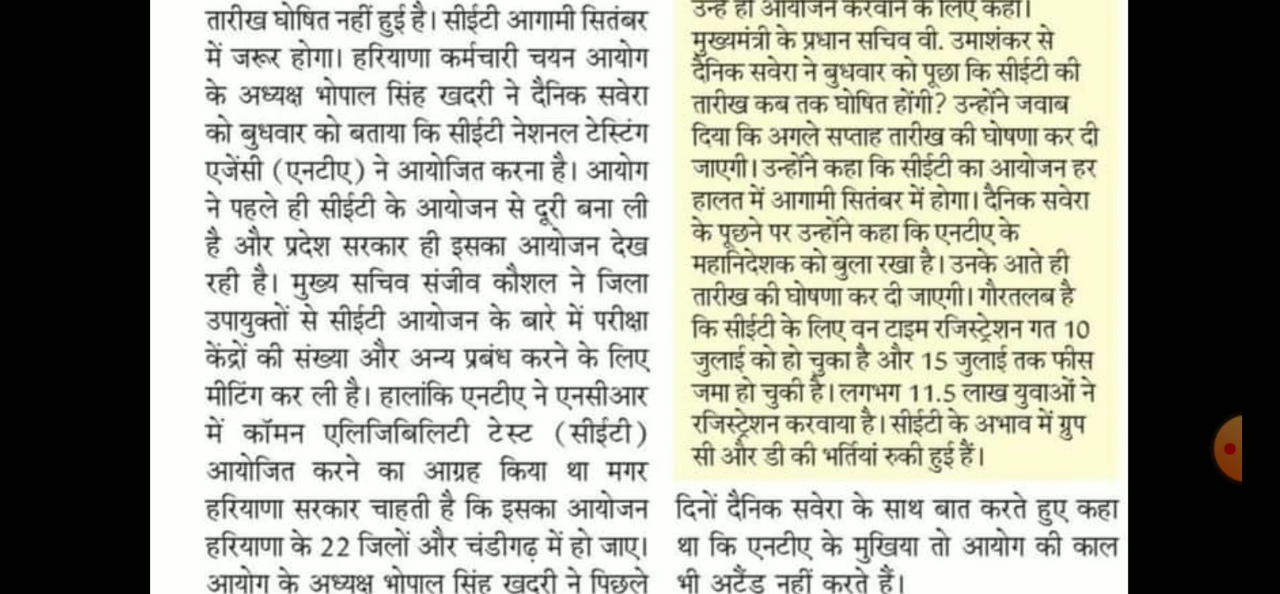 तारीख घोषित नहीं हुई है। सीईटी आगामी सितंबर
में जरूर होगा। हरियाणा कर्मचारी चयन आयोग
के अध्यक्ष भोपाल सिंह खदरी ने दैनिक सवेरा
को बुधवार को बताया कि सीईटी नेशनल टेस्टिंग
एजेंसी (एनटीए) ने आयोजित करना है। आयोग
ने पहले ही सीईटी के आयोजन से दूरी बना ली
है और प्रदेश सरकार ही इसका आयोजन देख
रही है। मुख्य सचिव संजीव कौशल ने जिला
उपायुक्तों से सीईटी आयोजन के बारे में परीक्षा
केंद्रों की संख्या और अन्य प्रबंध करने के लिए
मीटिंग कर ली है। हालांकि एनटीए ने एनसीआर
में कॉमन एलिजिबिलिटी टेस्ट (सीईटी)
आयोजित करने का आग्रह किया था मगर
हरियाणा सरकार चाहती है कि इसका आयोजन
हरियाणा के 22 जिलों और चंडीगढ़ में हो जाए।
आयोग के अध्यक्ष भोपाल सिंह खदरी ने पिछले
उन्हें ही आयोजन करवाने के लिए कहा।
मुख्यमंत्री के प्रधान सचिव वी. उमाशंकर से
दैनिक सवेरा ने बुधवार को पूछा कि सीईटी की
तारीख कब तक घोषित होंगी? उन्होंने जवाब
दिया कि अगले सप्ताह तारीख की घोषणा कर दी
जाएगी। उन्होंने कहा कि सीईटी का आयोजन हर
हालत में आगामी सितंबर में होगा। दैनिक सवेरा
के पूछने पर उन्होंने कहा कि एनटीए के
महानिदेशक को बुला रखा है। उनके आते ही
तारीख की घोषणा कर दी जाएगी। गौरतलब है
कि सीईटी के लिए वन टाइम रजिस्ट्रेशन गत 10
जुलाई को हो चुका है और 15 जुलाई तक फीस
जमा हो चुकी है। लगभग 11.5 लाख युवाओं ने
रजिस्ट्रेशन करवाया है। सीईटी के अभाव में ग्रुप
सी और डी की भर्तियां रुकी हुई हैं।
दिनों दैनिक सवेरा के साथ बात करते हुए कहा
था कि एनटीए के मुखिया तो आयोग की काल
भी अटैंड नहीं करते हैं।